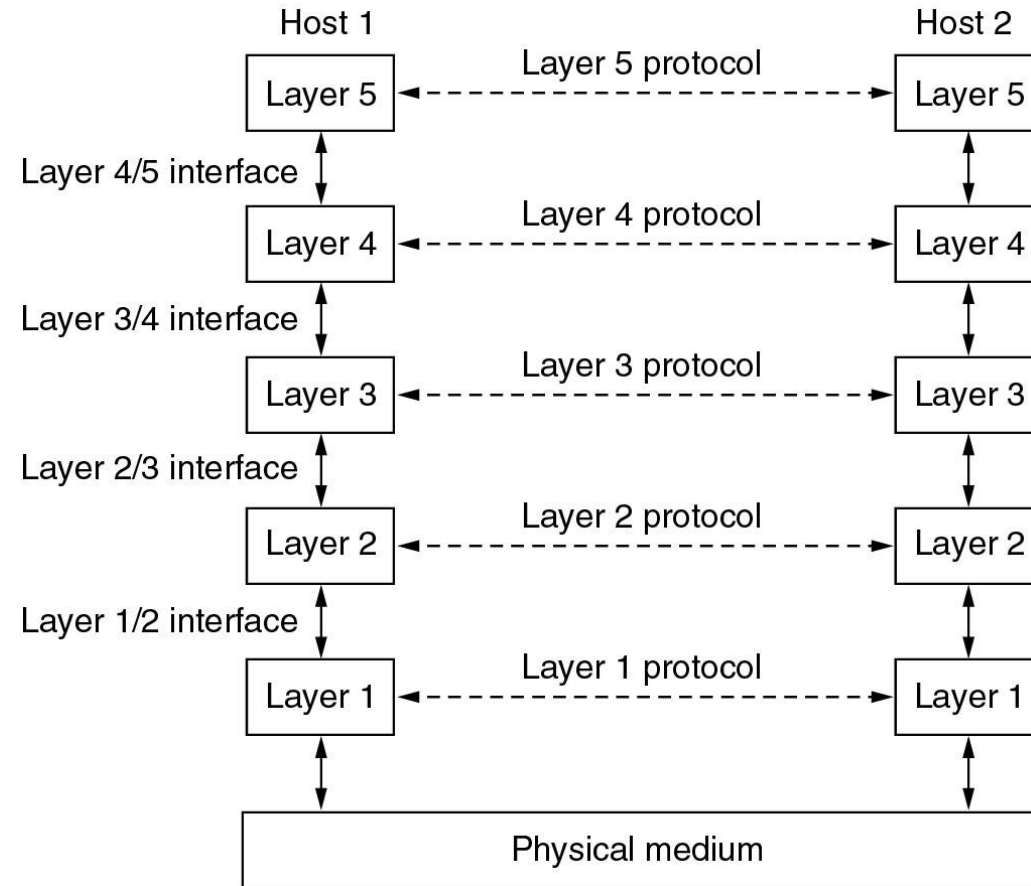 Host 1
Host 2
Layer 5
Layer 5 protocol
Layer 5
Layer 4/5 interface
Layer 4
Layer 4 protocol
Layer 4
Layer 3/4 interface
Layer 3
Layer 3 protocol
Layer 3
Layer 2/3 interface
Layer 2
Layer 2 protocol
Layer 2
Layer 1/2 interface
Layer 1
Layer 1 protocol
Layer 1
Physical medium